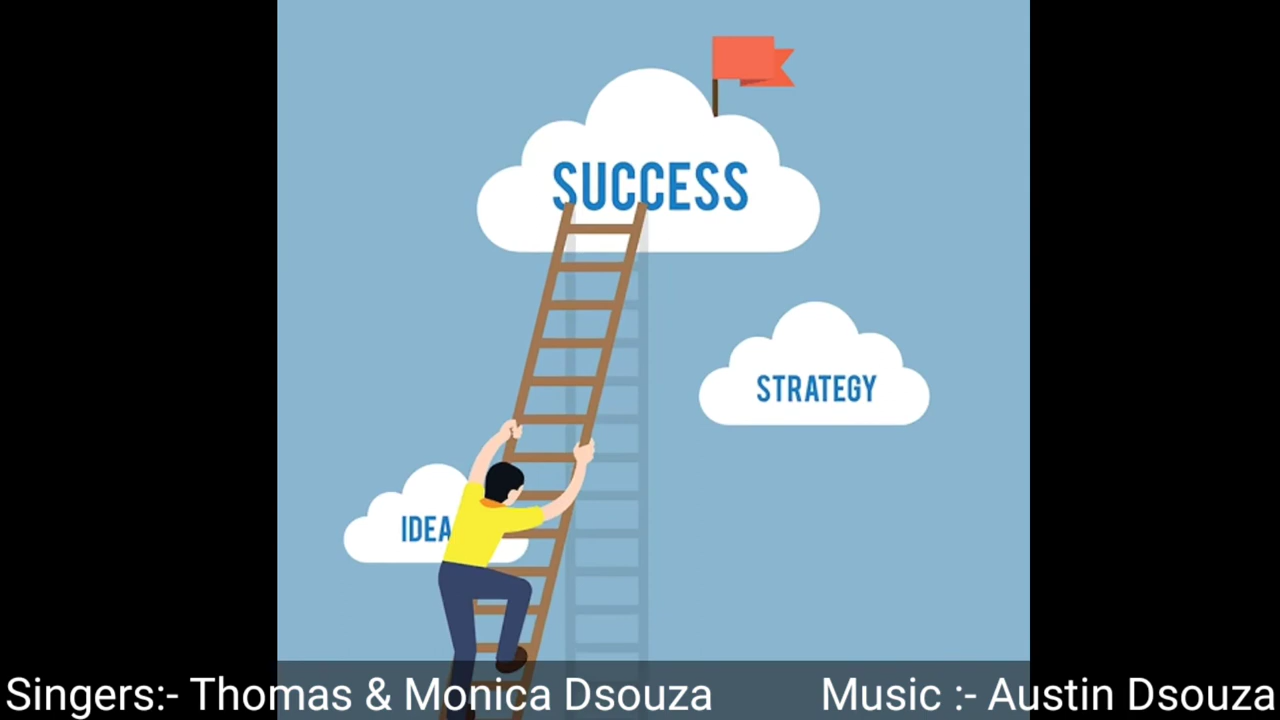 SUCCESS
STRATEGY
IDEA
Singers:- Thomas & Monica Dsouza
Music :- Austin Dsouza